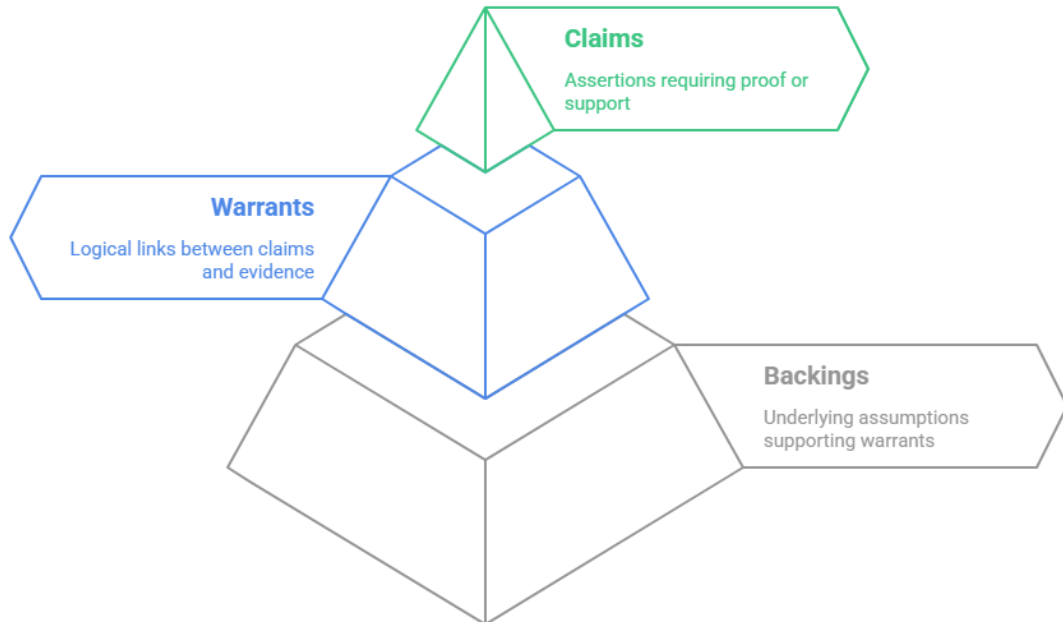 Claims
Assertions requiring proof or
support
Warrants
Logical links between claims
and evidence
Backings
Underlying assumptions
supporting warrants